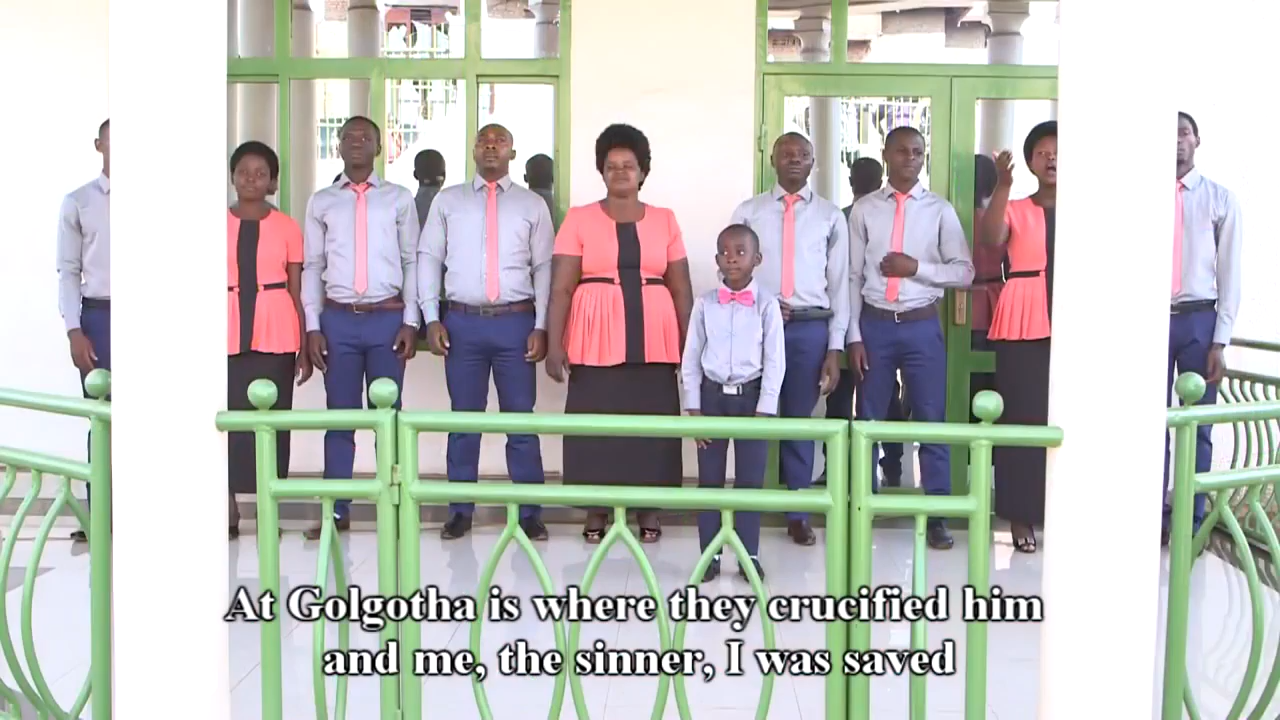 At Golgotha is where they crucified him
and me, the sinner, I was saved